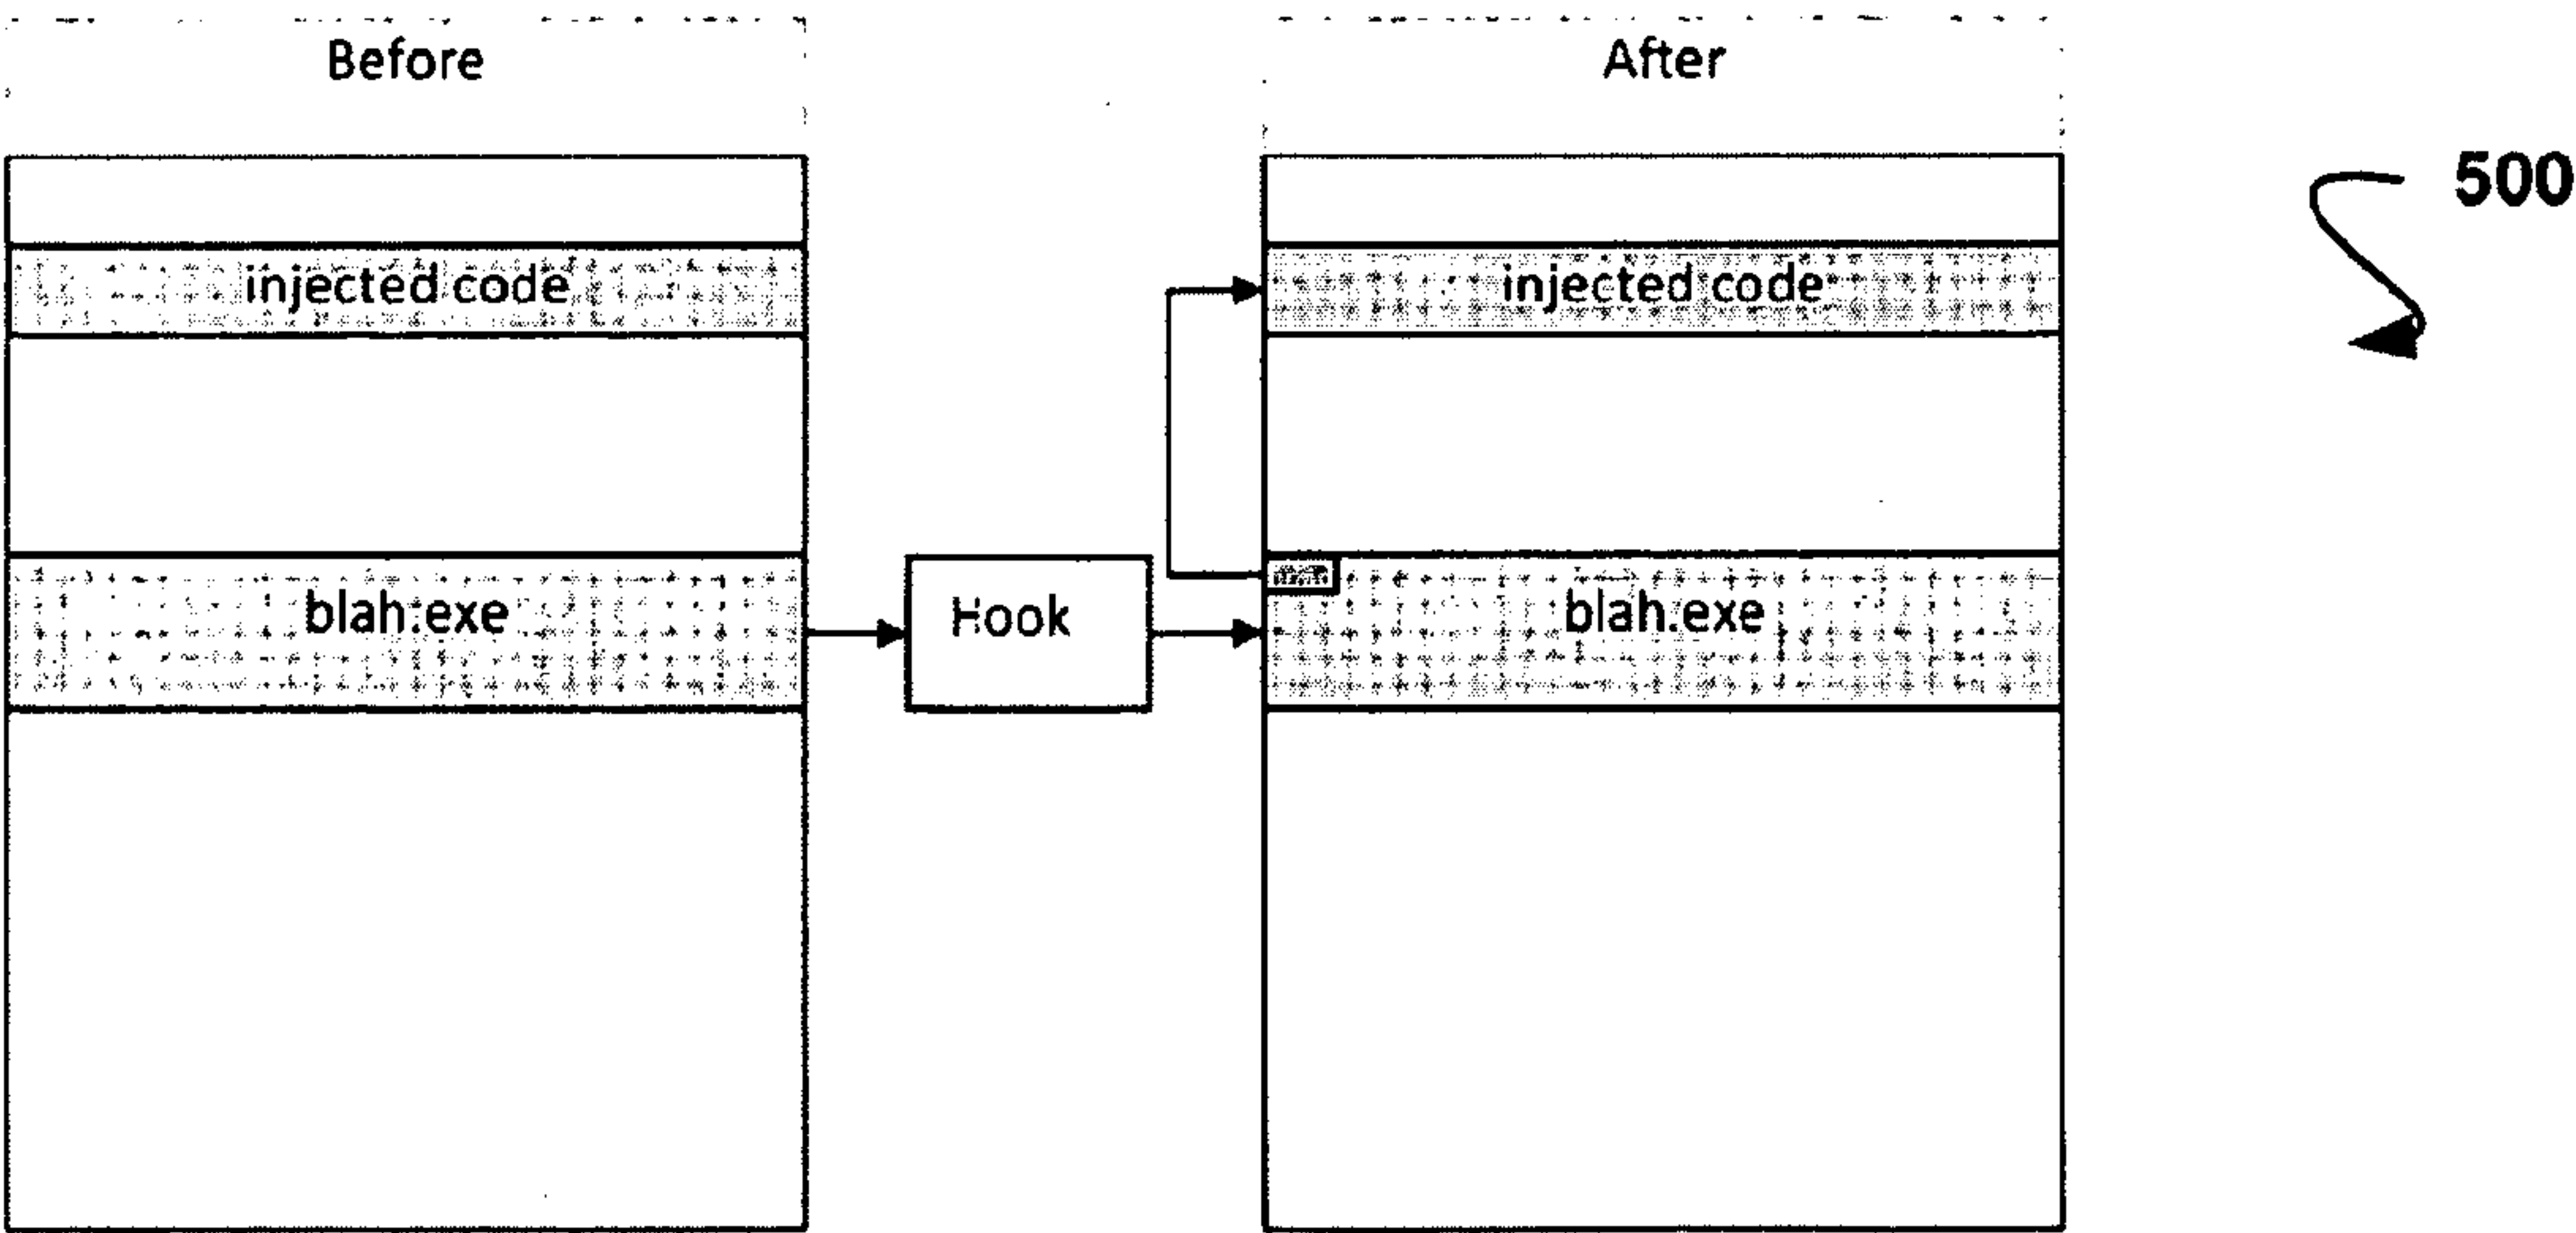 Before
After
500
injected code
injected code
blah.exe
Hook
blah.exe